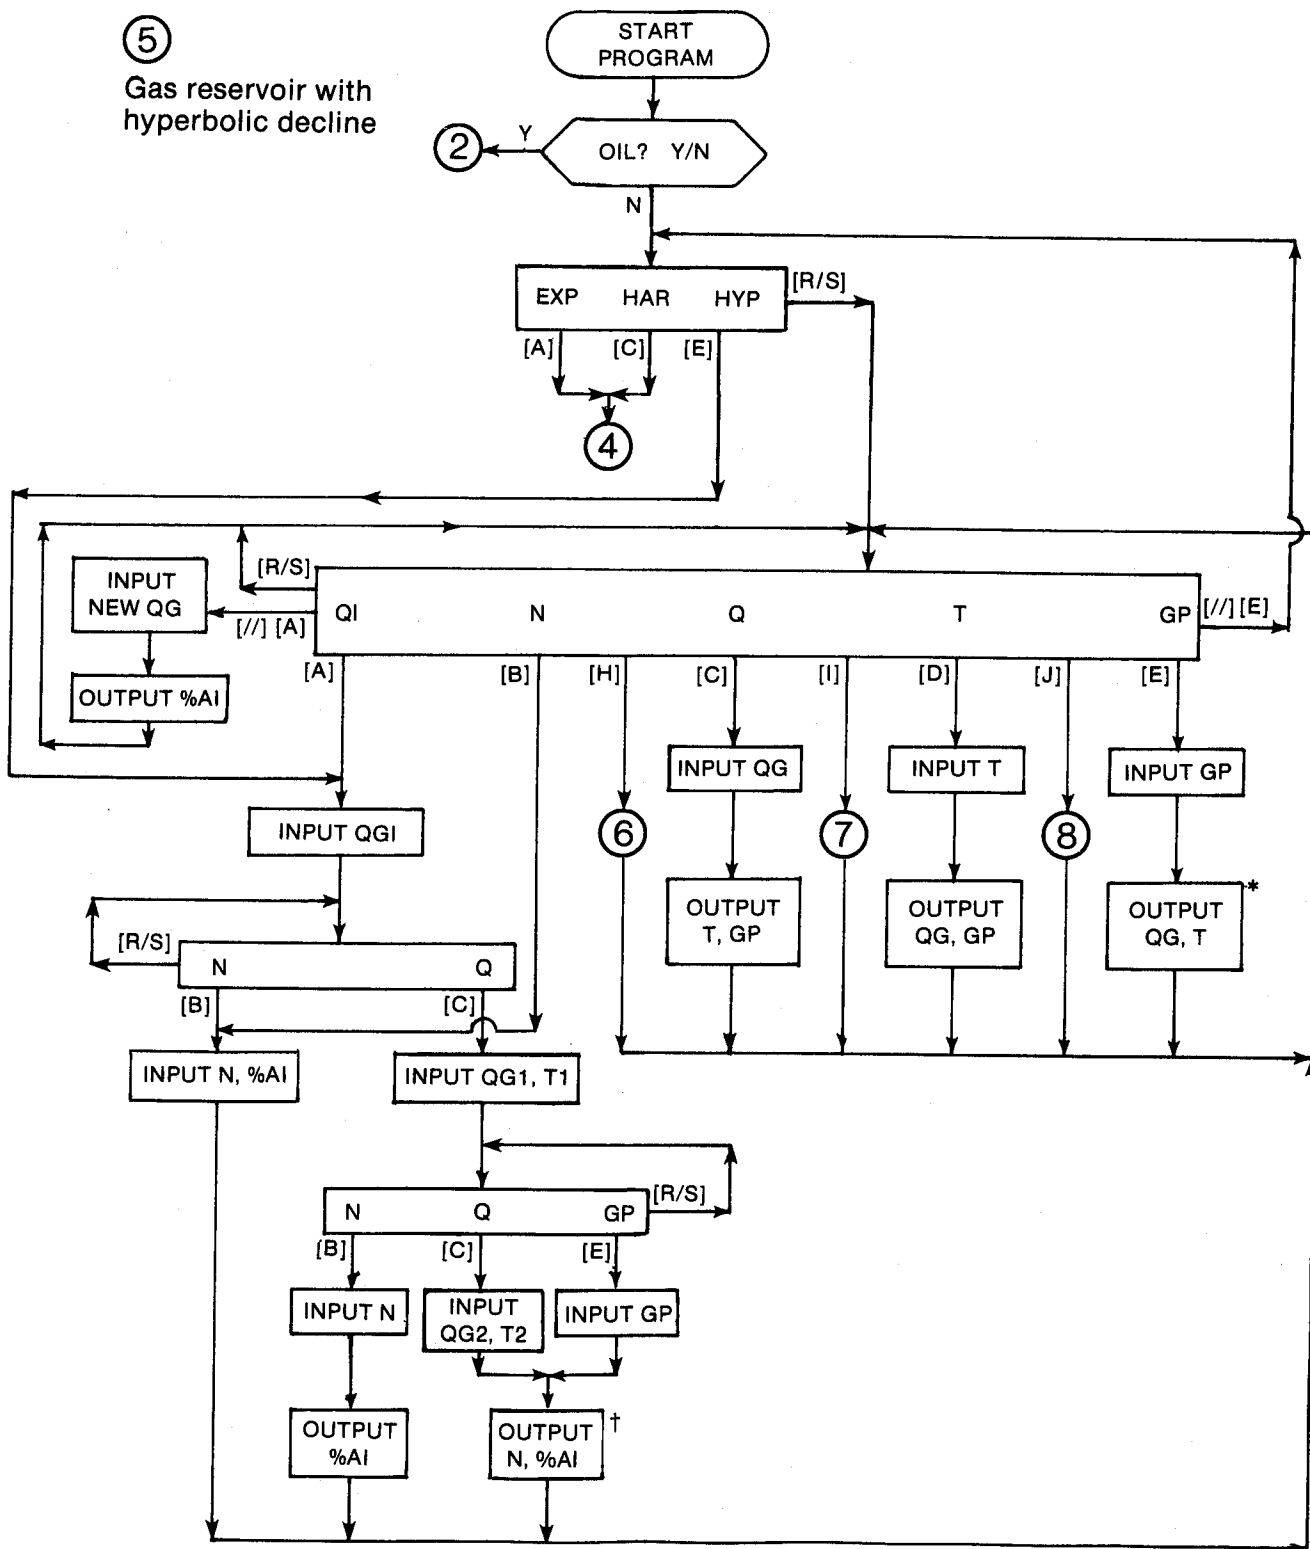 5
Gas reservoir with
hyperbolic decline
START
PROGRAM
2
Y
OIL? Y/N
N
EXP HAR HYP
[R/S]
[A]
[C]
[E]
4
[R/S]
INPUT
NEW QG
[//] [A]
QI N Q T GP
[//] [E]
OUTPUT %AI
[A]
[B]
[H]
[C]
[I]
[D]
[J]
[E]
INPUT QG
INPUT T
INPUT GP
INPUT QGI
6
7
8
OUTPUT
T, GP
OUTPUT
QG, GP
OUTPUT
QG, T
*
[R/S]
N Q
[B]
[C]
INPUT N, %AI
INPUT QG1, T1
N Q GP
[R/S]
[B]
[C]
[E]
INPUT N
INPUT
QG2, T2
INPUT GP
OUTPUT
%AI
OUTPUT
N, %AI
†